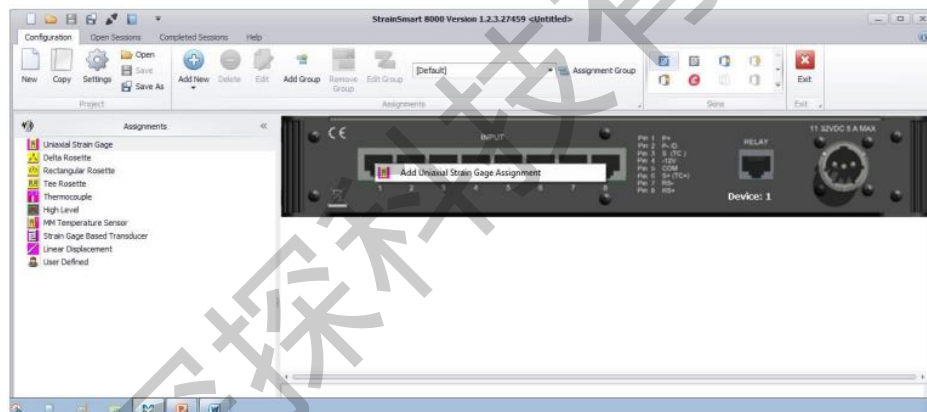 StrainSmart 8000 Version 1.2.3.27459 <Untitled>
Configuration Open Sessions Completed Sessions Help
New Copy Settings Open Save Save As
Add New Delete Edit Add Group Remove Group Edit Group [Default] Assignment Group
Exit
Project Assignments Skins Exit
Assignments
Uniaxial Strain Gage
Delta Rosette
Rectangular Rosette
Tee Rosette
Thermocouple
High Level
MM Temperature Sensor
Strain Gage Based Transducer
Linear Displacement
User Defined
CE
INPUT
Add Uniaxial Strain Gage Assignment
1 2 3 4 5 6 7 8
Pin 1 P+
Pin 2 P-/D
Pin 3 S-(TC-)
Pin 4 -12V
Pin 5 COM
Pin 6 S+(TC+)
Pin 7 RS-
Pin 8 RS+
RELAY
Device: 1
11 32VDC 5 A MAX
密探科技有